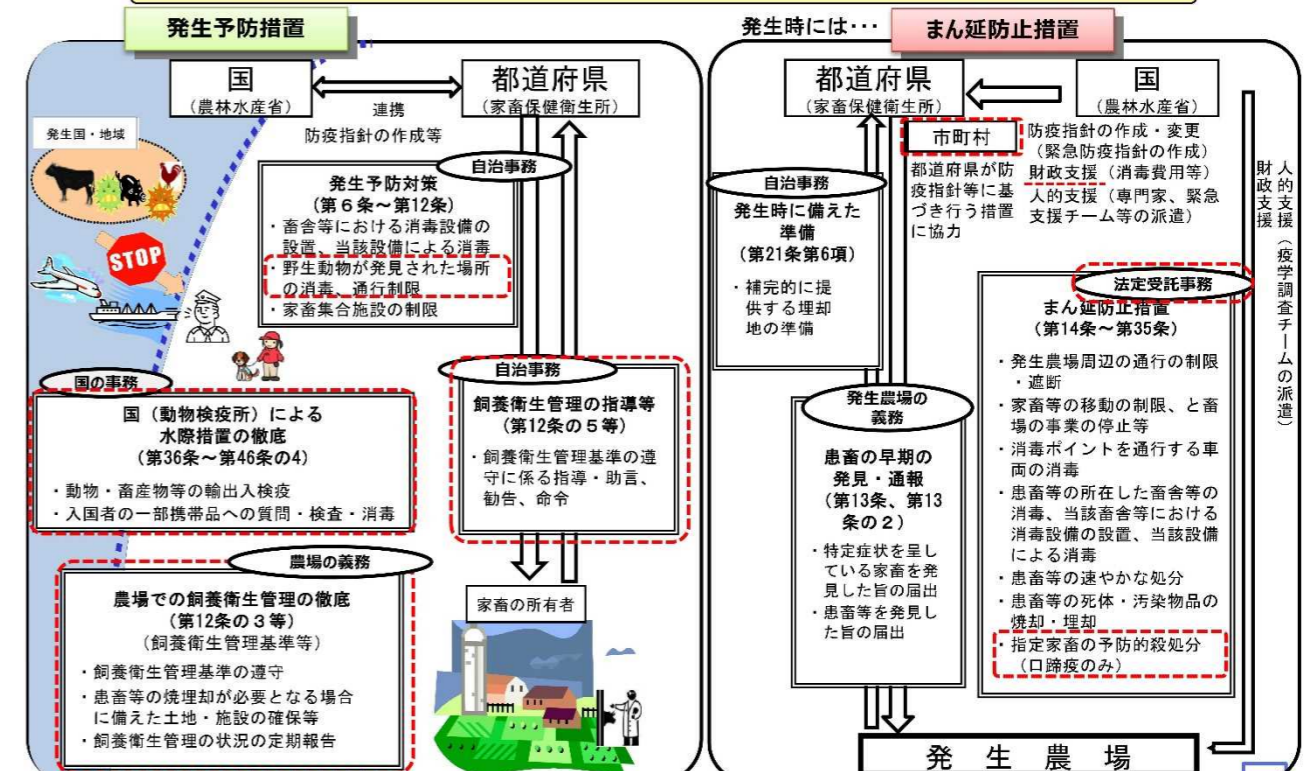 発生予防措置
国
(農林水産省)
連携
防疫指針の作成等
都道府県
(家畜保健衛生所)
発生国・地域
STOP
自治事務
発生予防対策
(第6条~第12条)
・畜舎等における消毒設備の
設置、当該設備による消毒
・野生動物が発見された場所
の消毒、通行制限
・家畜集合施設の制限
国の事務
国(動物検疫所)による
水際措置の徹底
(第36条~第46条の4)
・動物・畜産物等の輸出入検疫
・入国者の一部携帯品への質問・検査・消毒
自治事務
飼養衛生管理の指導等
(第12条の5等)
・飼養衛生管理基準の遵
守に係る指導・助言、
勧告、命令
農場の義務
農場での飼養衛生管理の徹底
(第12条の3等)
(飼養衛生管理基準等)
・飼養衛生管理基準の遵守
・患畜等の焼埋却が必要となる場合
に備えた土地・施設の確保等
・飼養衛生管理の状況の定期報告
家畜の所有者
発生時には・・・
まん延防止措置
都道府県
(家畜保健衛生所)
国
(農林水産省)
市町村
都道府県が防
疫指針等に基
づき行う措置
に協力
防疫指針の作成・変更
(緊急防疫指針の作成)
財政支援(消毒費用等)
人的支援(専門家、緊急
支援チーム等の派遣)
人的支援(疫学調査チームの派遣)
財政支援
自治事務
発生時に備えた
準備
(第21条第6項)
・補完的に提
供する埋却
地の準備
発生農場の
義務
患畜の早期の
発見・通報
(第13条、第13
条の2)
・特定症状を呈し
ている家畜を発
見した旨の届出
・患畜等を発見し
た旨の届出
法定受託事務
まん延防止措置
(第14条~第35条)
・発生農場周辺の通行の制限
・遮断
・家畜等の移動の制限、と畜
場の事業の停止等
・消毒ポイントを通行する車
両の消毒
・患畜等の所在した畜舎等の
消毒、当該畜舎等における
消毒設備の設置、当該設備
による消毒
・患畜等の速やかな処分
・患畜等の死体・汚染物品の
焼却・埋却
・指定家畜の予防的殺処分
(口蹄疫のみ)
発生農場